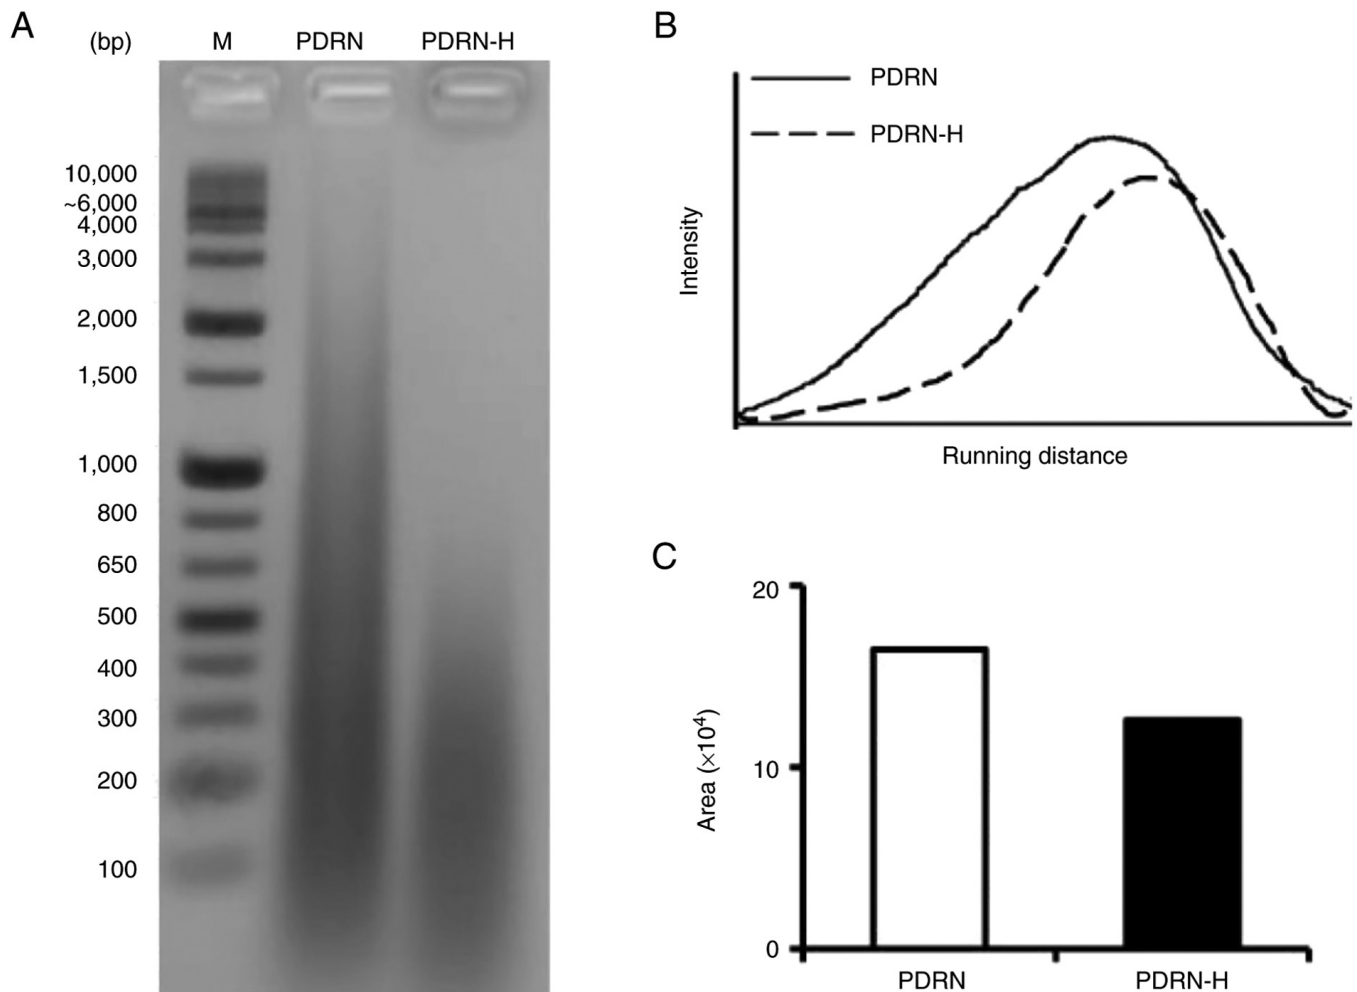 A
(bp) M PDRN PDRN-H
10,000
~6,000
4,000
3,000
2,000
1,500
1,000
800
650
500
400
300
200
100
B
PDRN
PDRN-H
Intensity
Running distance
C
20
10
0
Area (×10⁴)
PDRN PDRN-H